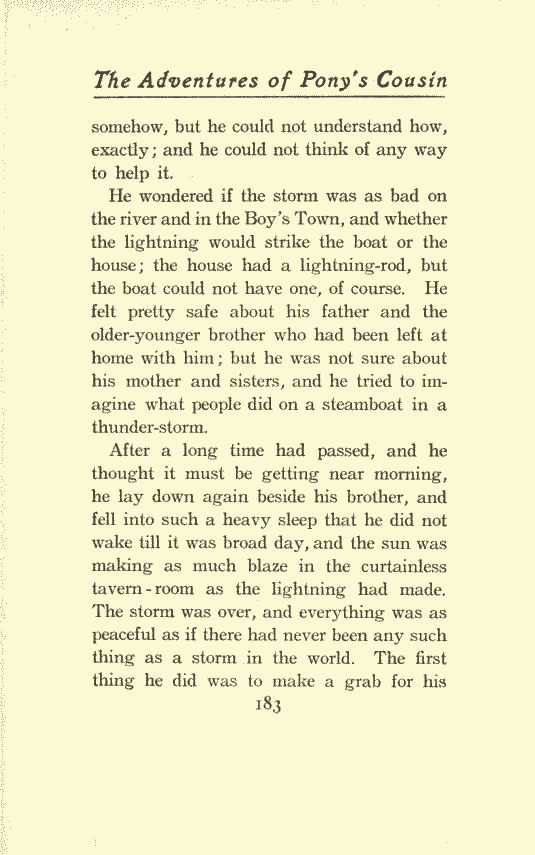 The Adventures of Pony's Cousin
somehow, but he could not understand how,
exactly; and he could not think of any way
to help it.
He wondered if the storm was as bad on
the river and in the Boy's Town, and whether
the lightning would strike the boat or the
house; the house had a lightning-rod, but
the boat could not have one, of course. He
felt pretty safe about his father and the
older-younger brother who had been left at
home with him; but he was not sure about
his mother and sisters, and he tried to im-
agine what people did on a steamboat in a
thunder-storm.
After a long time had passed, and he
thought it must be getting near morning,
he lay down again beside his brother, and
fell into such a heavy sleep that he did not
wake till it was broad day, and the sun was
making as much blaze in the curtainless
tavern-room as the lightning had made.
The storm was over, and everything was as
peaceful as if there had never been any such
thing as a storm in the world. The first
thing he did was to make a grab for his
183